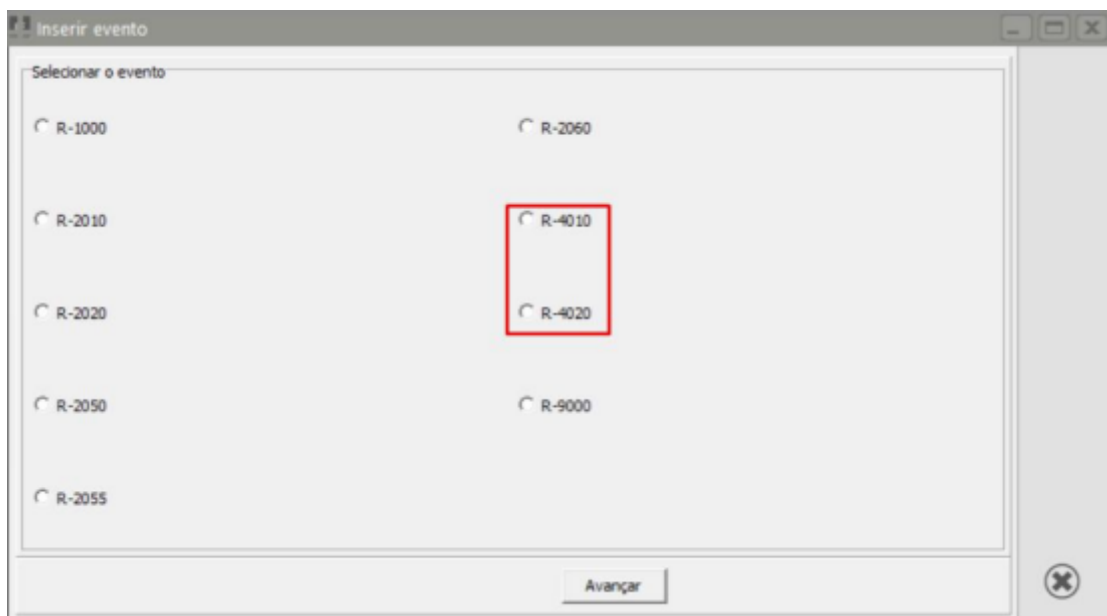 Inserir evento
Selecionar o evento
R-1000
R-2060
R-2010
R-4010
R-2020
R-4020
R-2050
R-9000
R-2055
Avançar